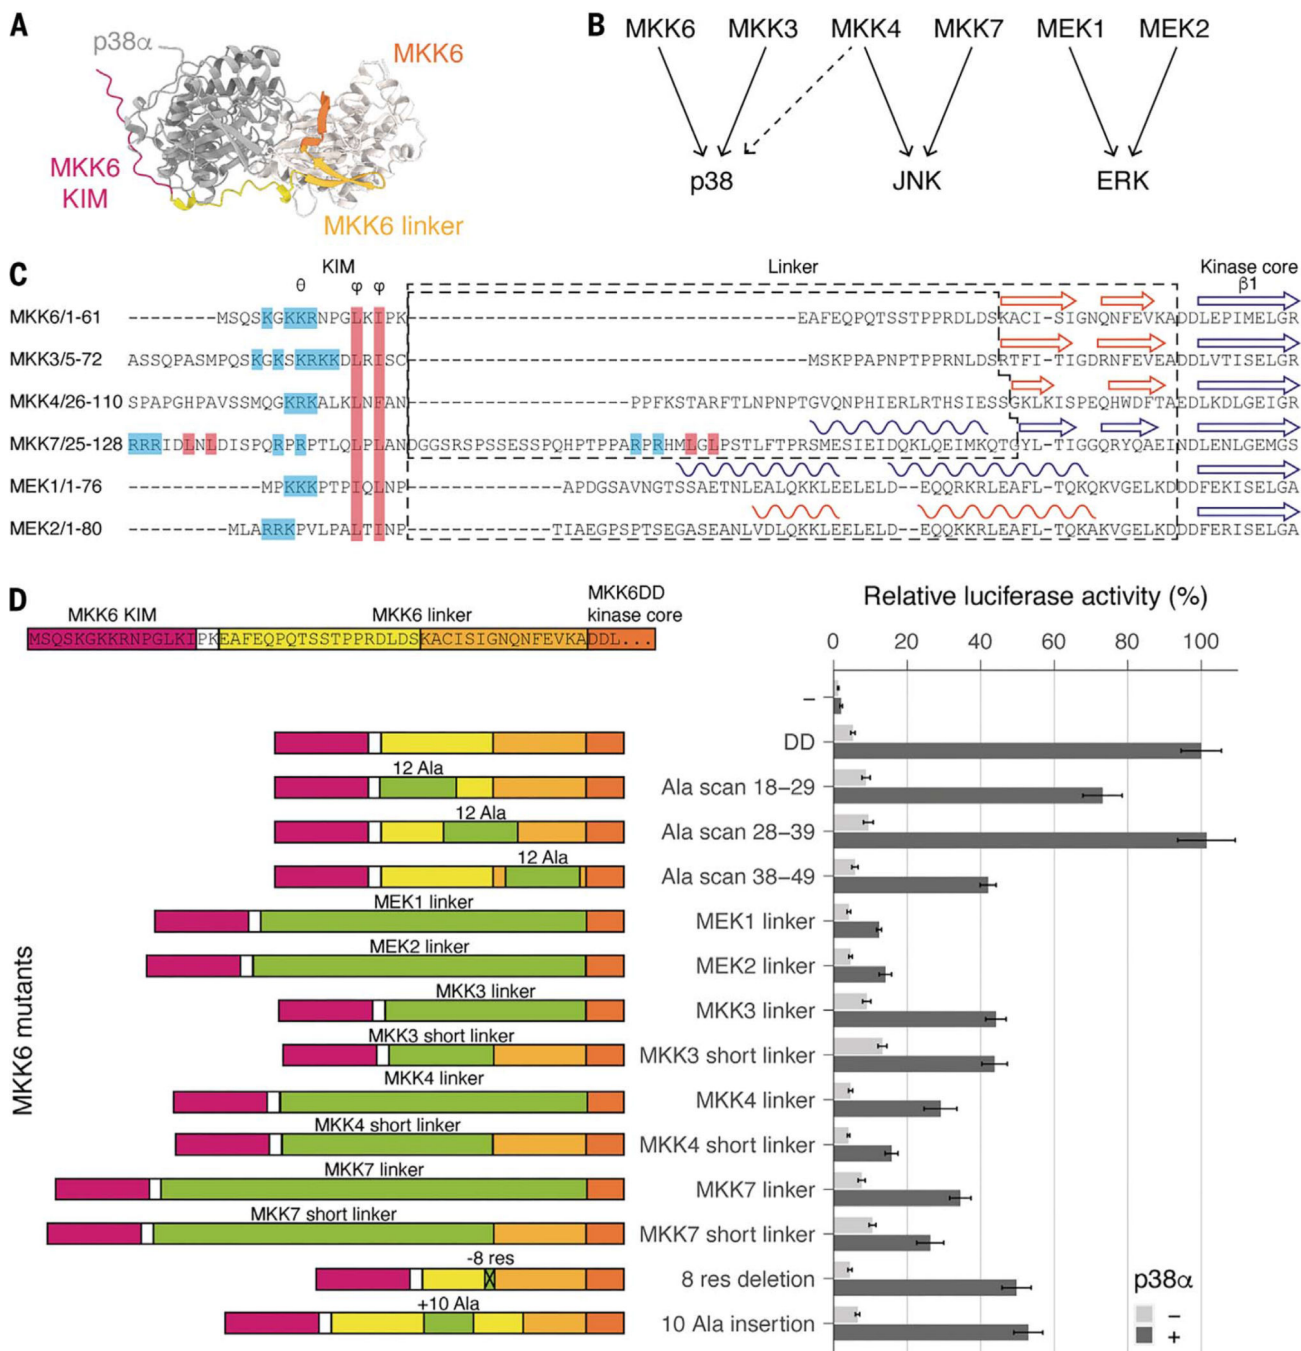 A
p38α
MKK6
MKK6
KIM
MKK6 linker
B
MKK6 MKK3 MKK4 MKK7 MEK1 MEK2
p38 JNK ERK
C
KIM Linker Kinase core
θ φ φ β1
MKK6/1-61 --------MSQSKGKKRNPGLKIPK-----------------------------------EAFEQPQTSSTPPRDLDSKACI-SIGNQNFEVKADDLEPIMELGR
MKK3/5-72 ASSQPASMPQSKGKSKRKKDLRISC------------------------------------MSKPPAPNPTPPRNLDSRTFI-TIGDRNFEVEADDLVTISELGR
MKK4/26-110 SPAPGHPAVSSMQGKRKALKLNFAN--------------------PPFKSTARFTLNPNPTGVQNPHIERLRTHSIESSGKLKISPEQHWDFTAEDLKDLGEIGR
MKK7/25-128 RRRIDLNLDISPQRPRPTLQLPLANDGGSRSPSSESSPQHPTPPARPRHMLGLPSTLFTPRSMESIEIDQKLQEIMKQTGYL-TIGGQRYQAEINDLENLGEMGS
MEK1/1-76 ------------MPKKKPTPIQLNP--------------APDGSAVNGTSSAETNLEALQKKLEELELD--EQQRKRLEAFL-TQKQKVGELKDDDFEKISELGA
MEK2/1-80 ---------MLARRKPVLPALTINP-------------TIAEGPSPTSEGASEANLVDLQKKLEELELD--EQQKKRLEAFL-TQKAKVGELKDDDFERISELGA
D
MKK6 KIM MKK6 linker MKK6DD
kinase core
MSQSKGKKRNPGLKIPKEAFEQPQTSSTPPRDLDSKACISIGNQNFEVKADDL...
Relative luciferase activity (%)
0 20 40 60 80 100
–
DD
12 Ala
Ala scan 18–29
12 Ala
Ala scan 28–39
12 Ala
Ala scan 38–49
MEK1 linker
MEK1 linker
MEK2 linker
MEK2 linker
MKK3 linker
MKK3 linker
MKK3 short linker
MKK3 short linker
MKK4 linker
MKK4 linker
MKK4 short linker
MKK4 short linker
MKK7 linker
MKK7 linker
MKK7 short linker
MKK7 short linker
-8 res
8 res deletion
+10 Ala
10 Ala insertion
MKK6 mutants
p38α
–
+